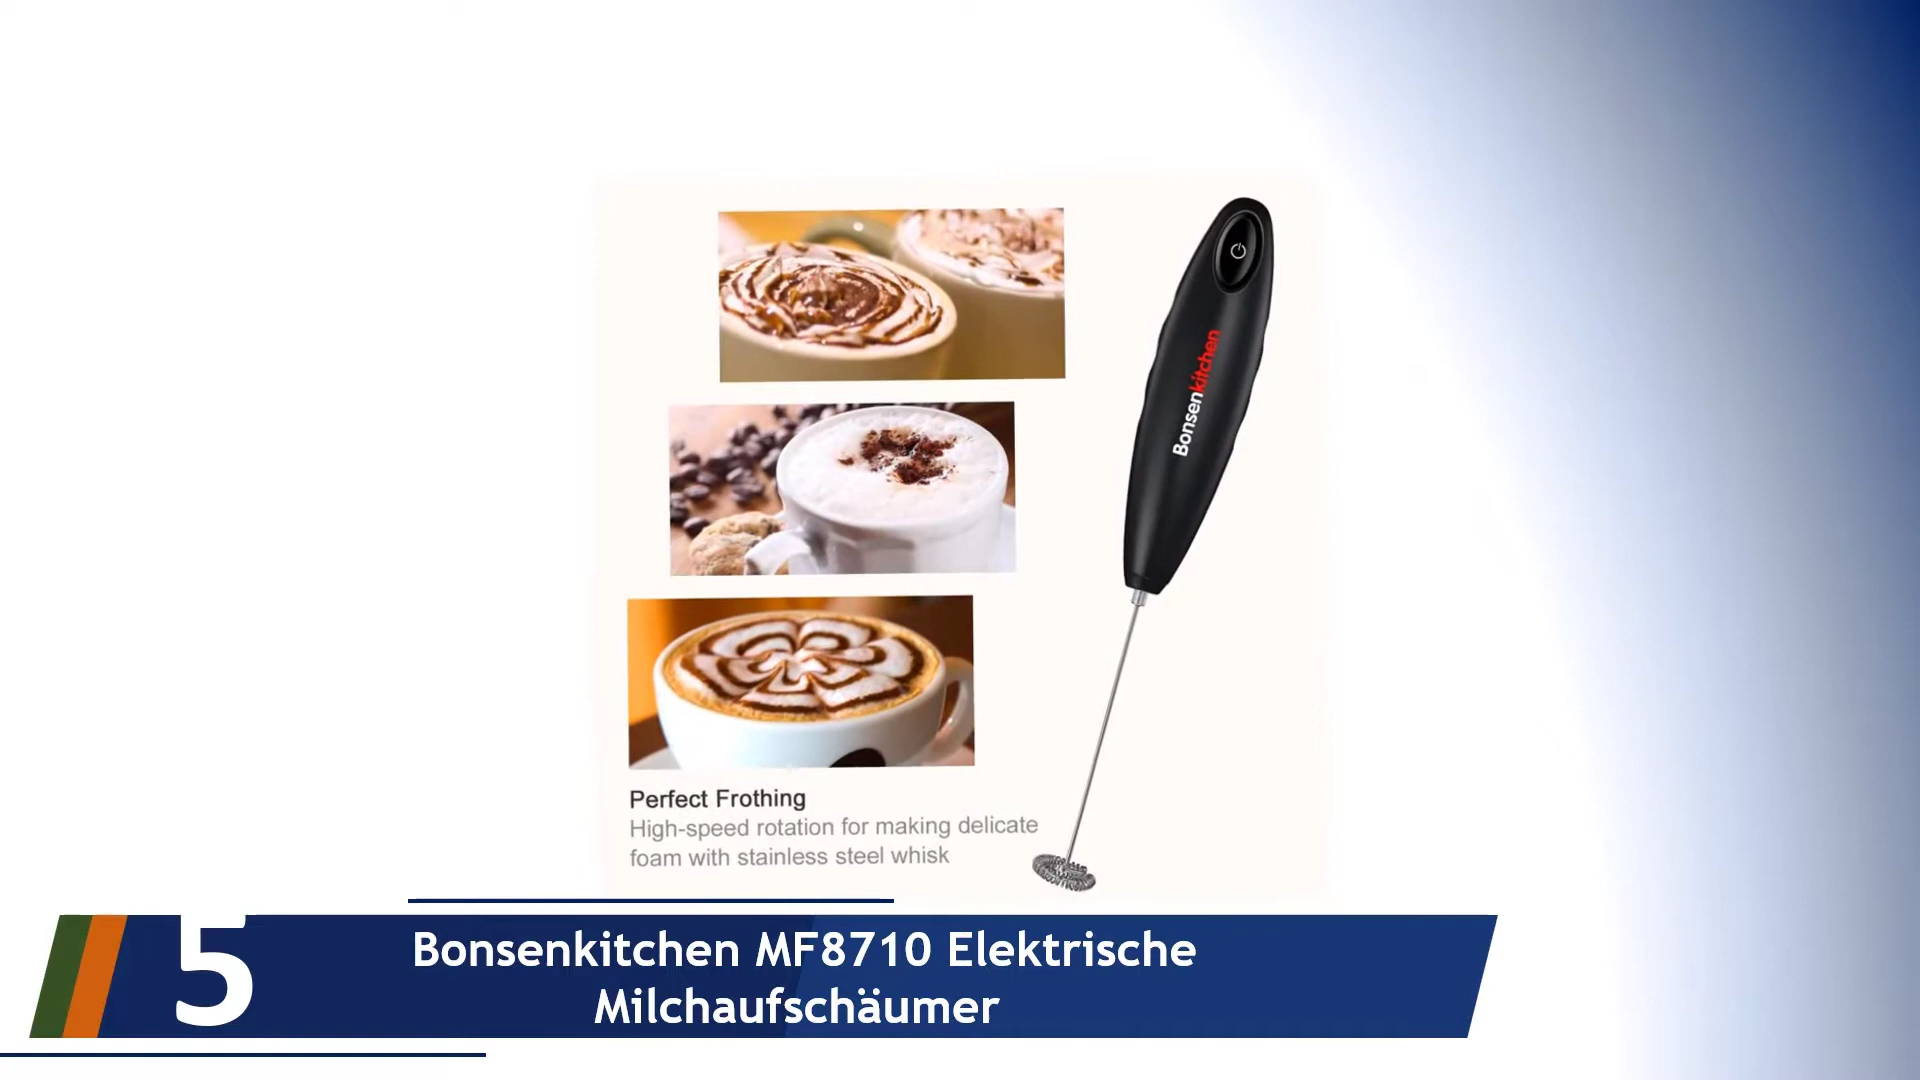 Bonsenkitchen
Perfect Frothing
High-speed rotation for making delicate
foam with stainless steel whisk
5
Bonsenkitchen MF8710 Elektrische
Milchaufschäumer